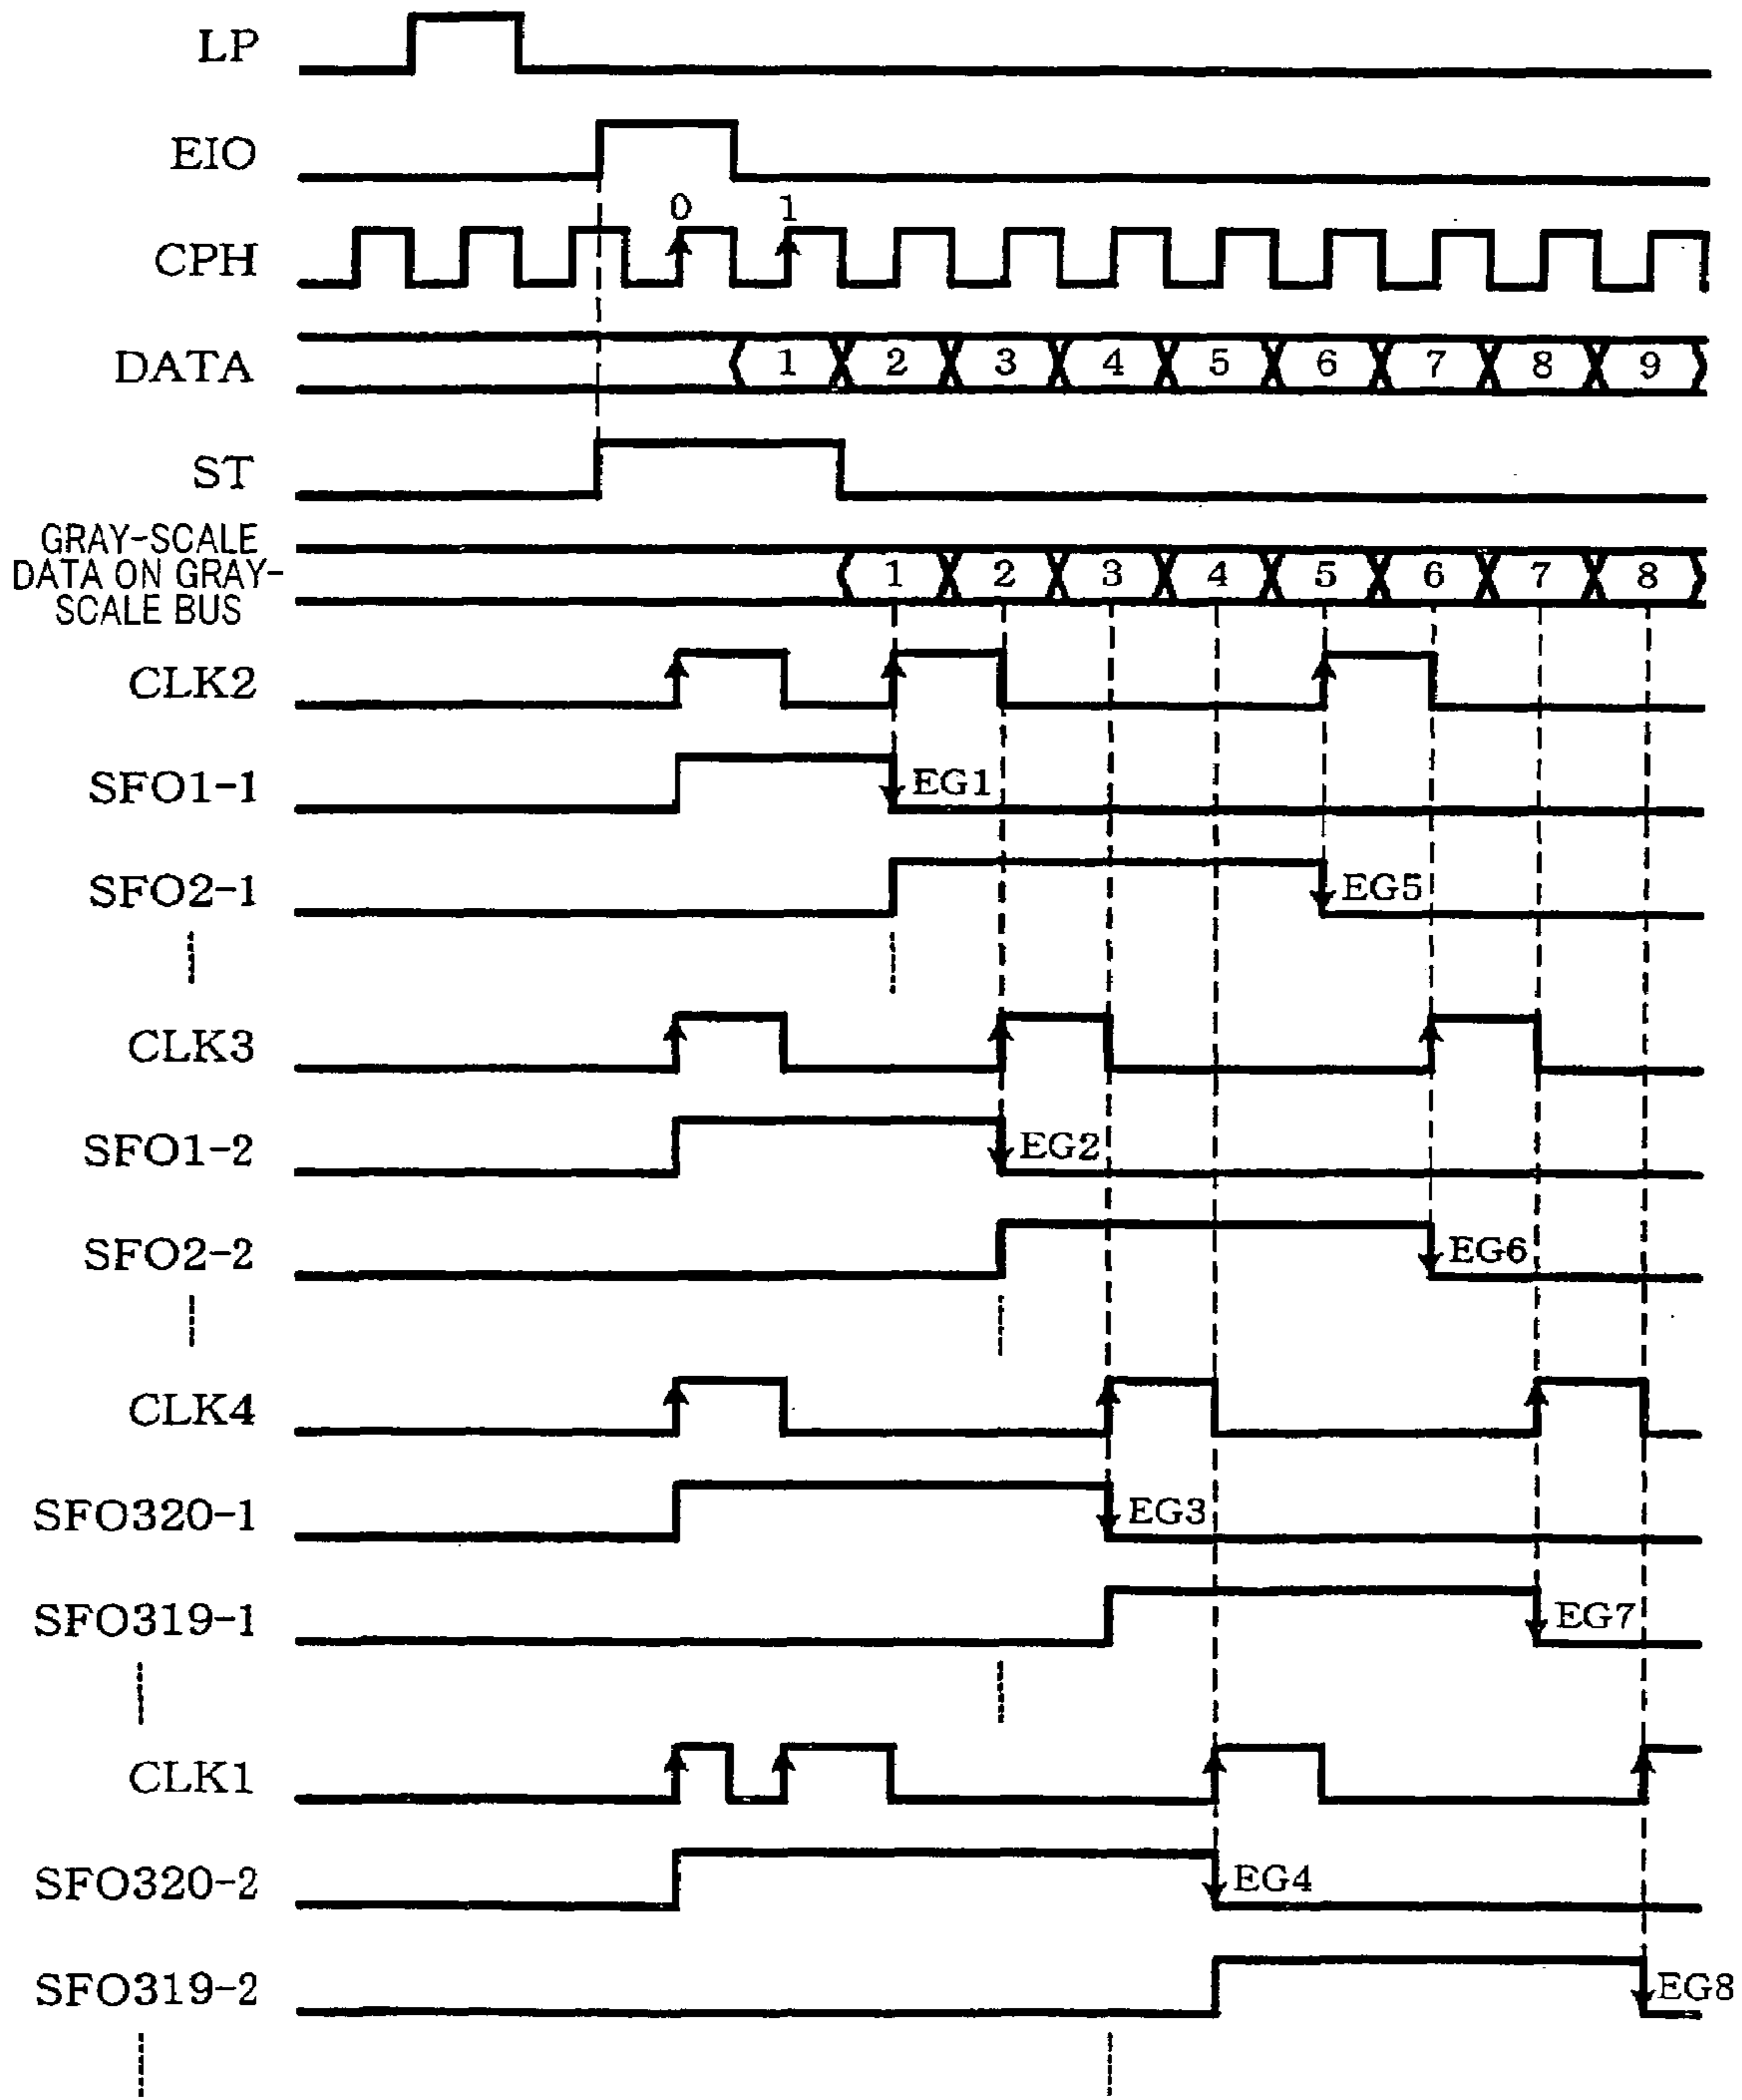 LP
EIO
0 1
CPH
DATA 1 2 3 4 5 6 7 8 9
ST
GRAY-SCALE
DATA ON GRAY-
SCALE BUS
1 2 3 4 5 6 7 8
CLK2
SFO1-1 EG1
SFO2-1 EG5
CLK3
SFO1-2 EG2
SFO2-2 EG6
CLK4
SFO320-1 EG3
SFO319-1 EG7
CLK1
SFO320-2 EG4
SFO319-2 EG8